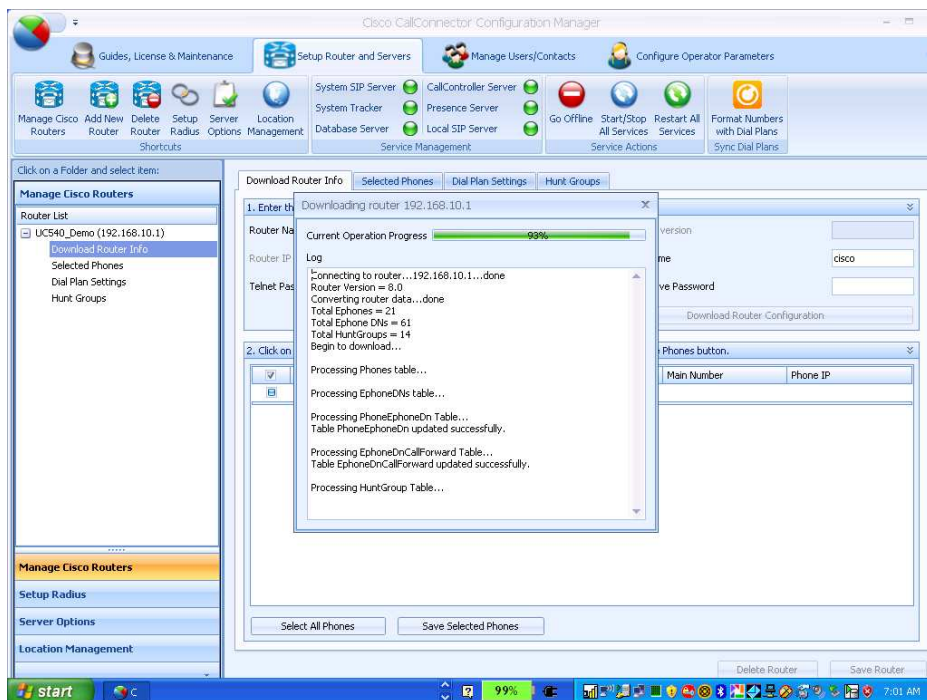 Cisco CallConnector Configuration Manager
Guides, License & Maintenance
Setup Router and Servers
Manage Users/Contacts
Configure Operator Parameters
Manage Cisco Routers
Add New Router
Delete Router
Setup Radius
Server Options
Location Management
Shortcuts
System SIP Server
CallController Server
System Tracker
Presence Server
Database Server
Local SIP Server
Service Management
Go Offline
Start/Stop All Services
Restart All Services
Service Actions
Format Numbers with Dial Plans
Sync Dial Plans
Click on a Folder and select item:
Manage Cisco Routers
Router List
UC540_Demo (192.168.10.1)
Download Router Info
Selected Phones
Dial Plan Settings
Hunt Groups
Manage Cisco Routers
Setup Radius
Server Options
Location Management
Download Router Info
Selected Phones
Dial Plan Settings
Hunt Groups
1. Enter th
Router Na
version
Router IP
me
cisco
Telnet Pas
ve Password
Download Router Configuration
Downloading router 192.168.10.1
X
Current Operation Progress
93%
Log
Connecting to router...192.168.10.1...done
Router Version = 8.0
Converting router data...done
Total Ephones = 21
Total Ephone DNs = 61
Total HuntGroups = 14
Begin to download...
Processing Phones table...
Processing EphoneDNs table...
Processing PhoneEphoneDn Table...
Table PhoneEphoneDn updated successfully.
Processing EphoneDnCallForward Table...
Table EphoneDnCallForward updated successfully.
Processing HuntGroup Table...
2. Click on
Phones button.
Main Number
Phone IP
Select All Phones
Save Selected Phones
Delete Router
Save Router
start
C
99%
7:01 AM